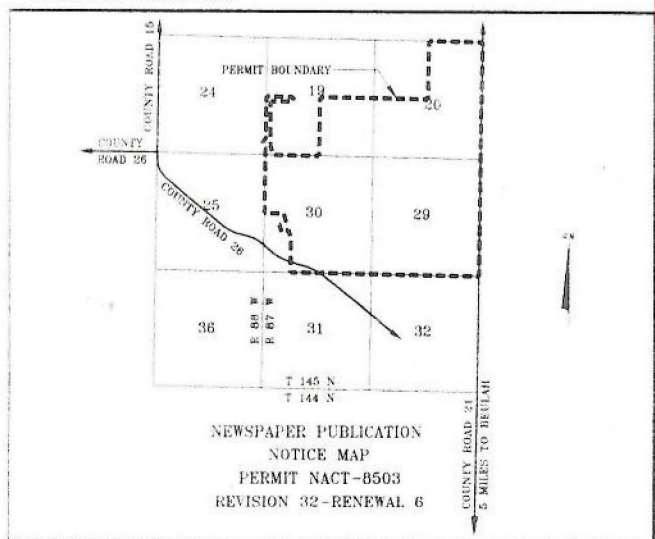 COUNTY ROAD 15
24
PERMIT BOUNDARY
19
20
COUNTY
ROAD 26
COUNTY ROAD 26
25
30
29
36
R 88 W
R 87 W
31
32
T 145 N
T 144 N
NEWSPAPER PUBLICATION
NOTICE MAP
PERMIT NACT-8503
REVISION 32-RENEWAL 6
COUNTY ROAD 21
5 MILES TO BEULAH